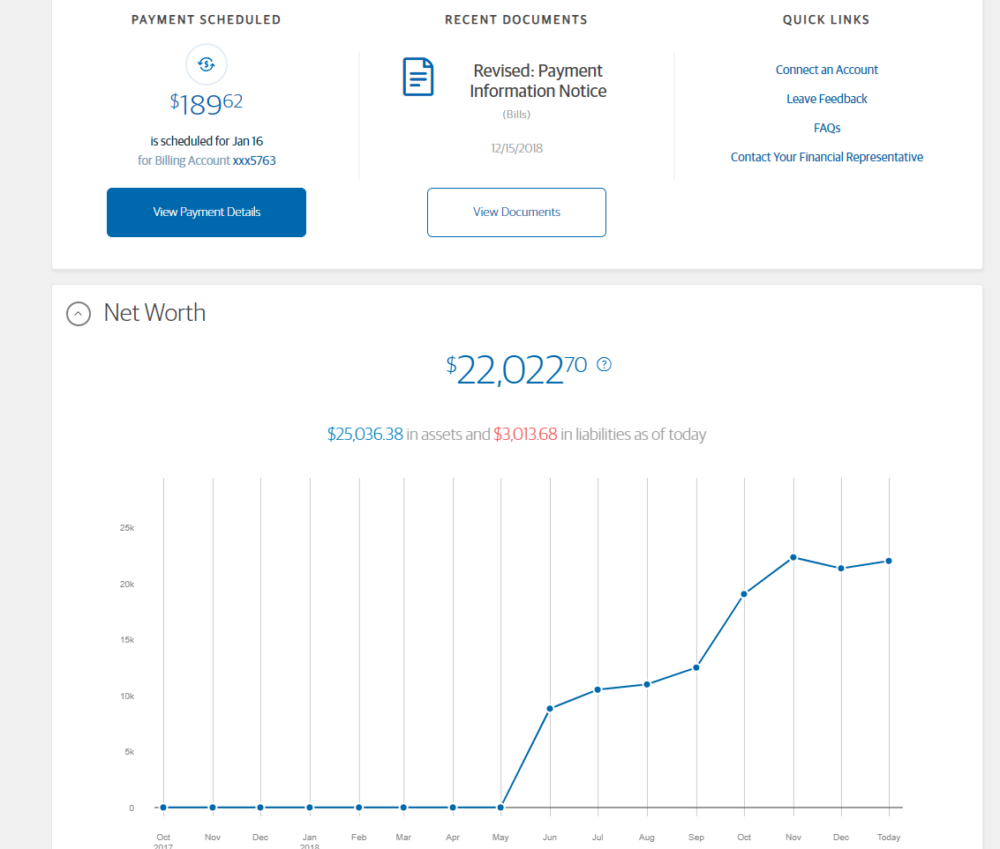 PAYMENT SCHEDULED
$189.62
is scheduled for Jan 16
for Billing Account xxx5763
View Payment Details
RECENT DOCUMENTS
Revised: Payment
Information Notice
(Bills)
12/15/2018
View Documents
QUICK LINKS
Connect an Account
Leave Feedback
FAQs
Contact Your Financial Representative
Net Worth
$22,022 70 ?
$25,036.38 in assets and $3,013.68 in liabilities as of today
25k
20k
15k
10k
5k
0
Oct Nov Dec Jan Feb Mar Apr May Jun Jul Aug Sep Oct Nov Dec Today
2017 2018